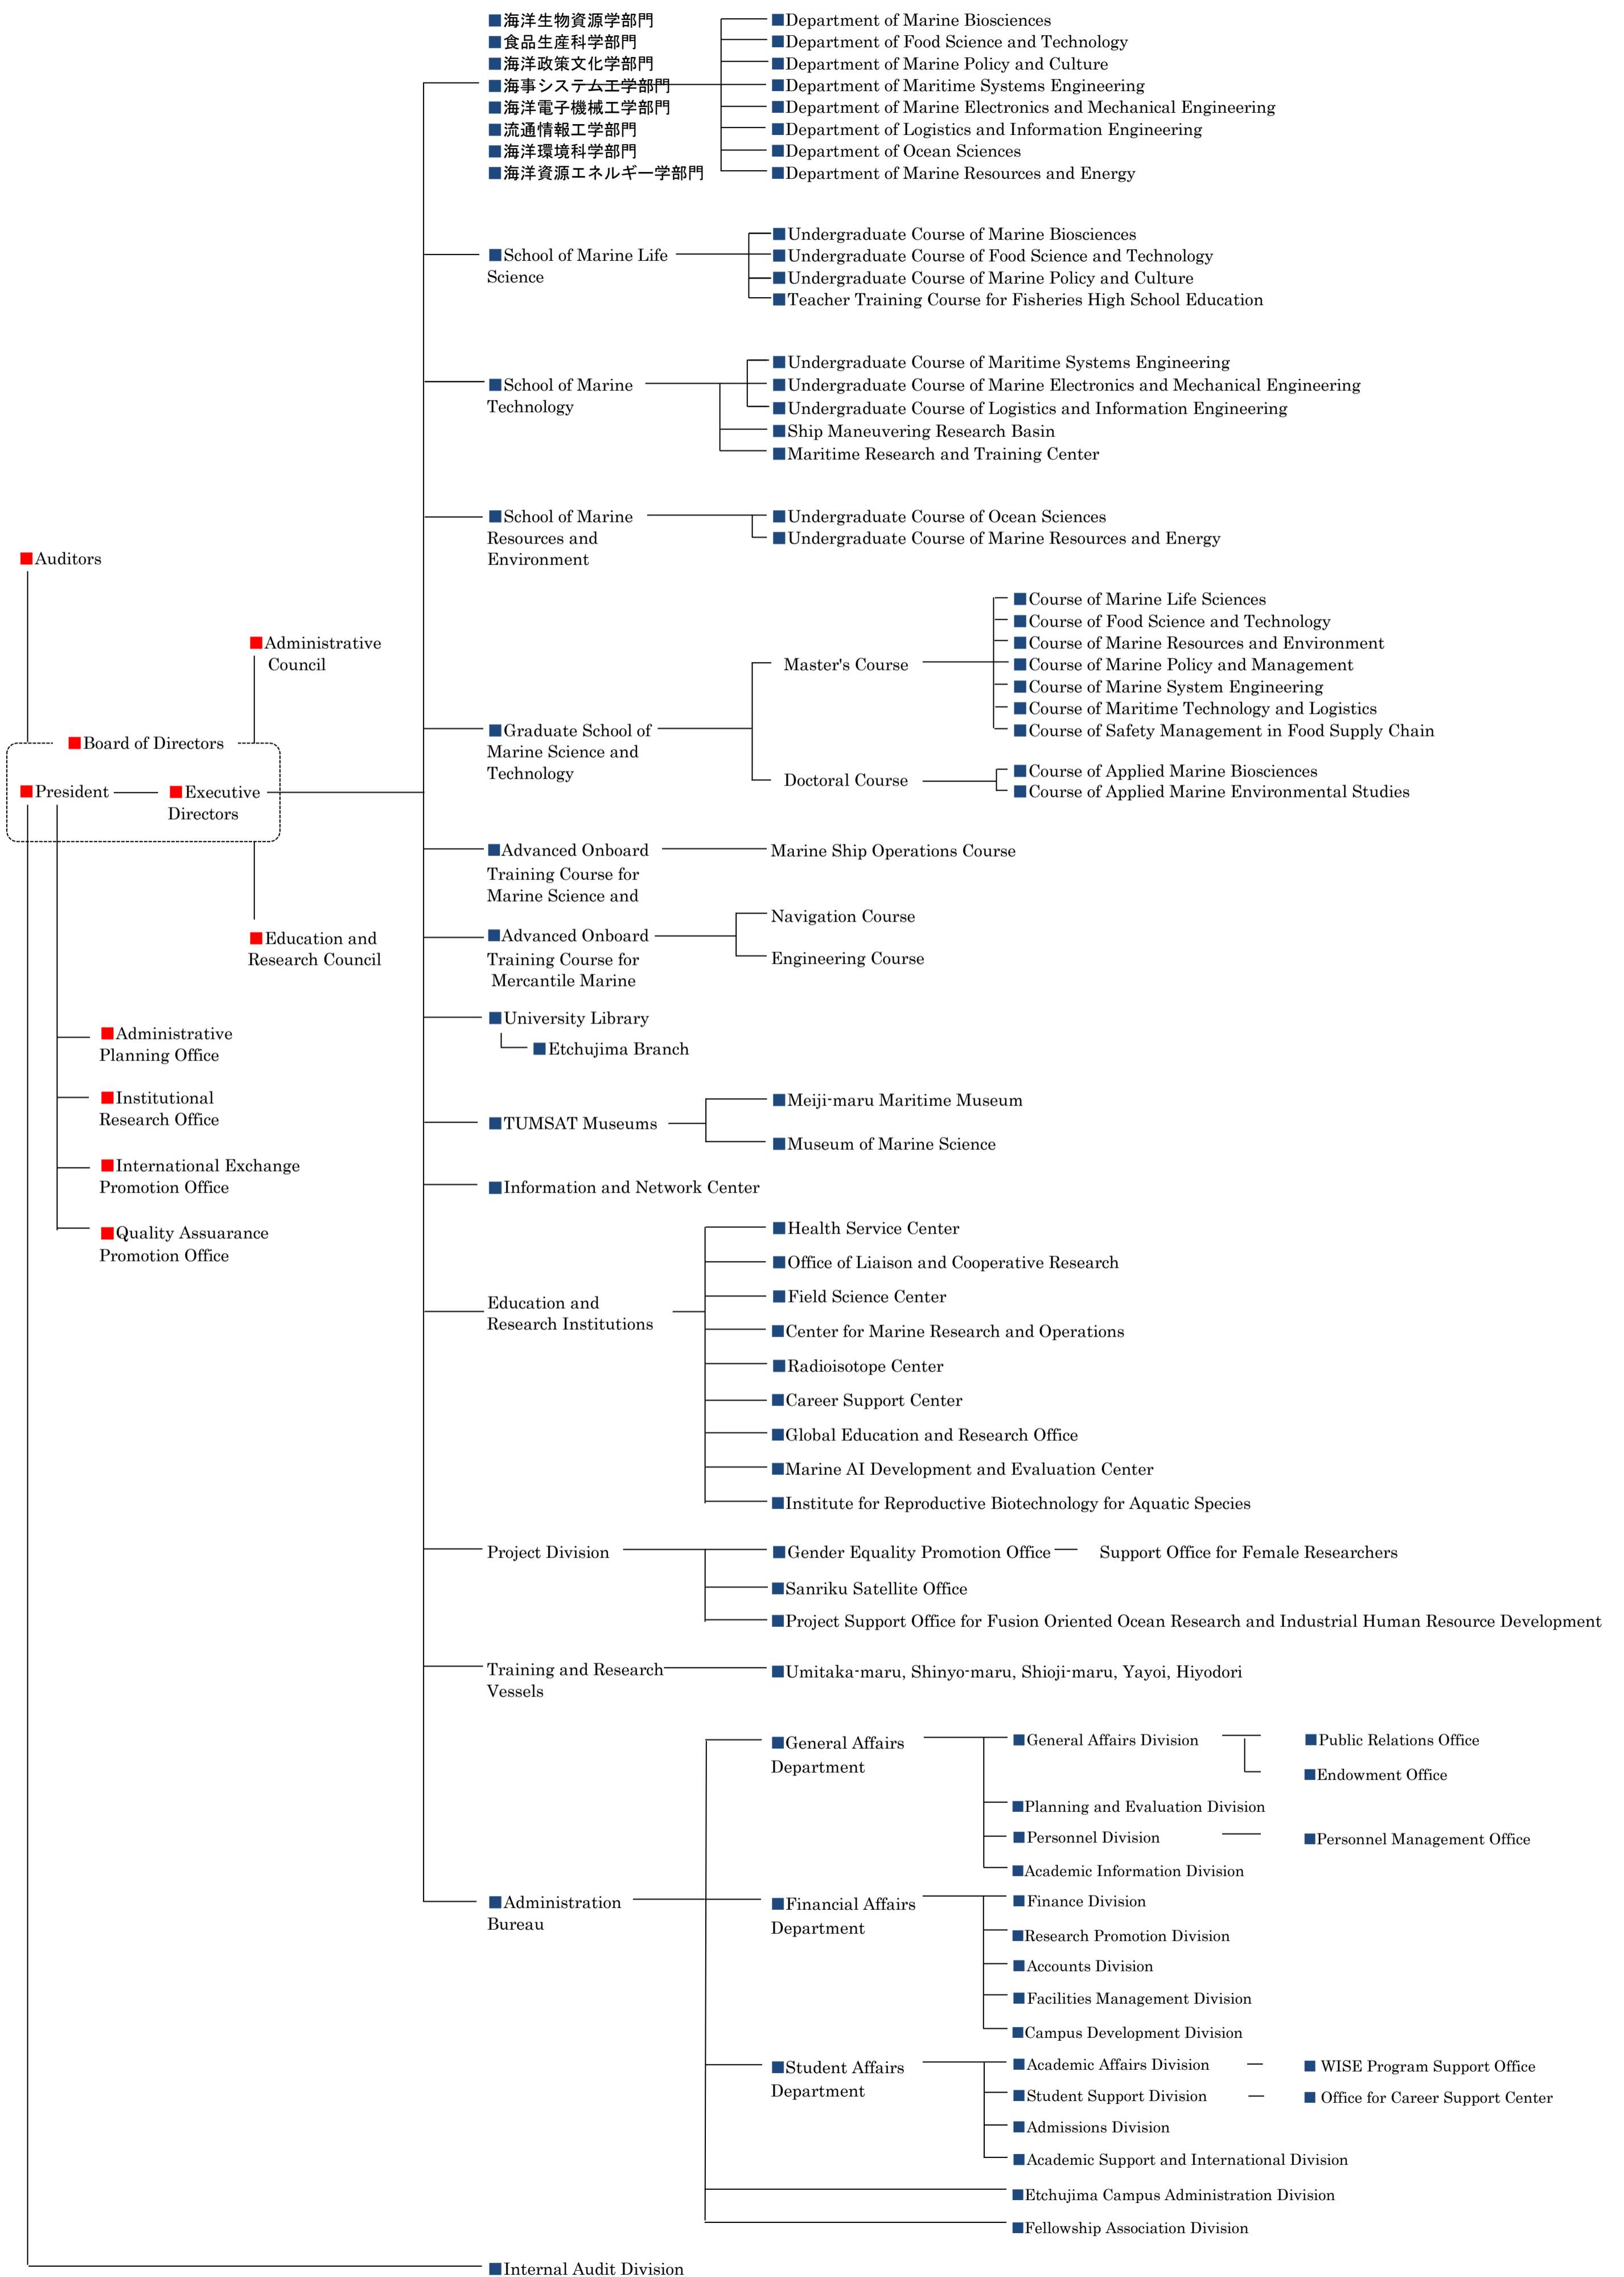 海洋生物資源学部門
食品生産科学部門
海洋政策文化学部門
海事システム工学部門
海洋電子機械工学部門
流通情報工学部門
海洋環境科学部門
海洋資源エネルギー学部門
Department of Marine Biosciences
Department of Food Science and Technology
Department of Marine Policy and Culture
Department of Maritime Systems Engineering
Department of Marine Electronics and Mechanical Engineering
Department of Logistics and Information Engineering
Department of Ocean Sciences
Department of Marine Resources and Energy
School of Marine Life
Science
Undergraduate Course of Marine Biosciences
Undergraduate Course of Food Science and Technology
Undergraduate Course of Marine Policy and Culture
Teacher Training Course for Fisheries High School Education
School of Marine
Technology
Undergraduate Course of Maritime Systems Engineering
Undergraduate Course of Marine Electronics and Mechanical Engineering
Undergraduate Course of Logistics and Information Engineering
Ship Maneuvering Research Basin
Maritime Research and Training Center
School of Marine
Resources and
Environment
Undergraduate Course of Ocean Sciences
Undergraduate Course of Marine Resources and Energy
Auditors
Administrative
Council
Board of Directors
President
Executive
Directors
Education and
Research Council
Administrative
Planning Office
Institutional
Research Office
International Exchange
Promotion Office
Quality Assuarance
Promotion Office
Graduate School of
Marine Science and
Technology
Master's Course
Course of Marine Life Sciences
Course of Food Science and Technology
Course of Marine Resources and Environment
Course of Marine Policy and Management
Course of Marine System Engineering
Course of Maritime Technology and Logistics
Course of Safety Management in Food Supply Chain
Doctoral Course
Course of Applied Marine Biosciences
Course of Applied Marine Environmental Studies
Advanced Onboard
Training Course for
Marine Science and
Marine Ship Operations Course
Advanced Onboard
Training Course for
Mercantile Marine
Navigation Course
Engineering Course
University Library
Etchujima Branch
TUMSAT Museums
Meiji-maru Maritime Museum
Museum of Marine Science
Information and Network Center
Education and
Research Institutions
Health Service Center
Office of Liaison and Cooperative Research
Field Science Center
Center for Marine Research and Operations
Radioisotope Center
Career Support Center
Global Education and Research Office
Marine AI Development and Evaluation Center
Institute for Reproductive Biotechnology for Aquatic Species
Project Division
Gender Equality Promotion Office
Support Office for Female Researchers
Sanriku Satellite Office
Project Support Office for Fusion Oriented Ocean Research and Industrial Human Resource Development
Training and Research
Vessels
Umitaka-maru, Shinyo-maru, Shioji-maru, Yayoi, Hiyodori
Administration
Bureau
General Affairs
Department
General Affairs Division
Public Relations Office
Endowment Office
Planning and Evaluation Division
Personnel Division
Personnel Management Office
Academic Information Division
Financial Affairs
Department
Finance Division
Research Promotion Division
Accounts Division
Facilities Management Division
Campus Development Division
Student Affairs
Department
Academic Affairs Division
WISE Program Support Office
Student Support Division
Office for Career Support Center
Admissions Division
Academic Support and International Division
Etchujima Campus Administration Division
Fellowship Association Division
Internal Audit Division